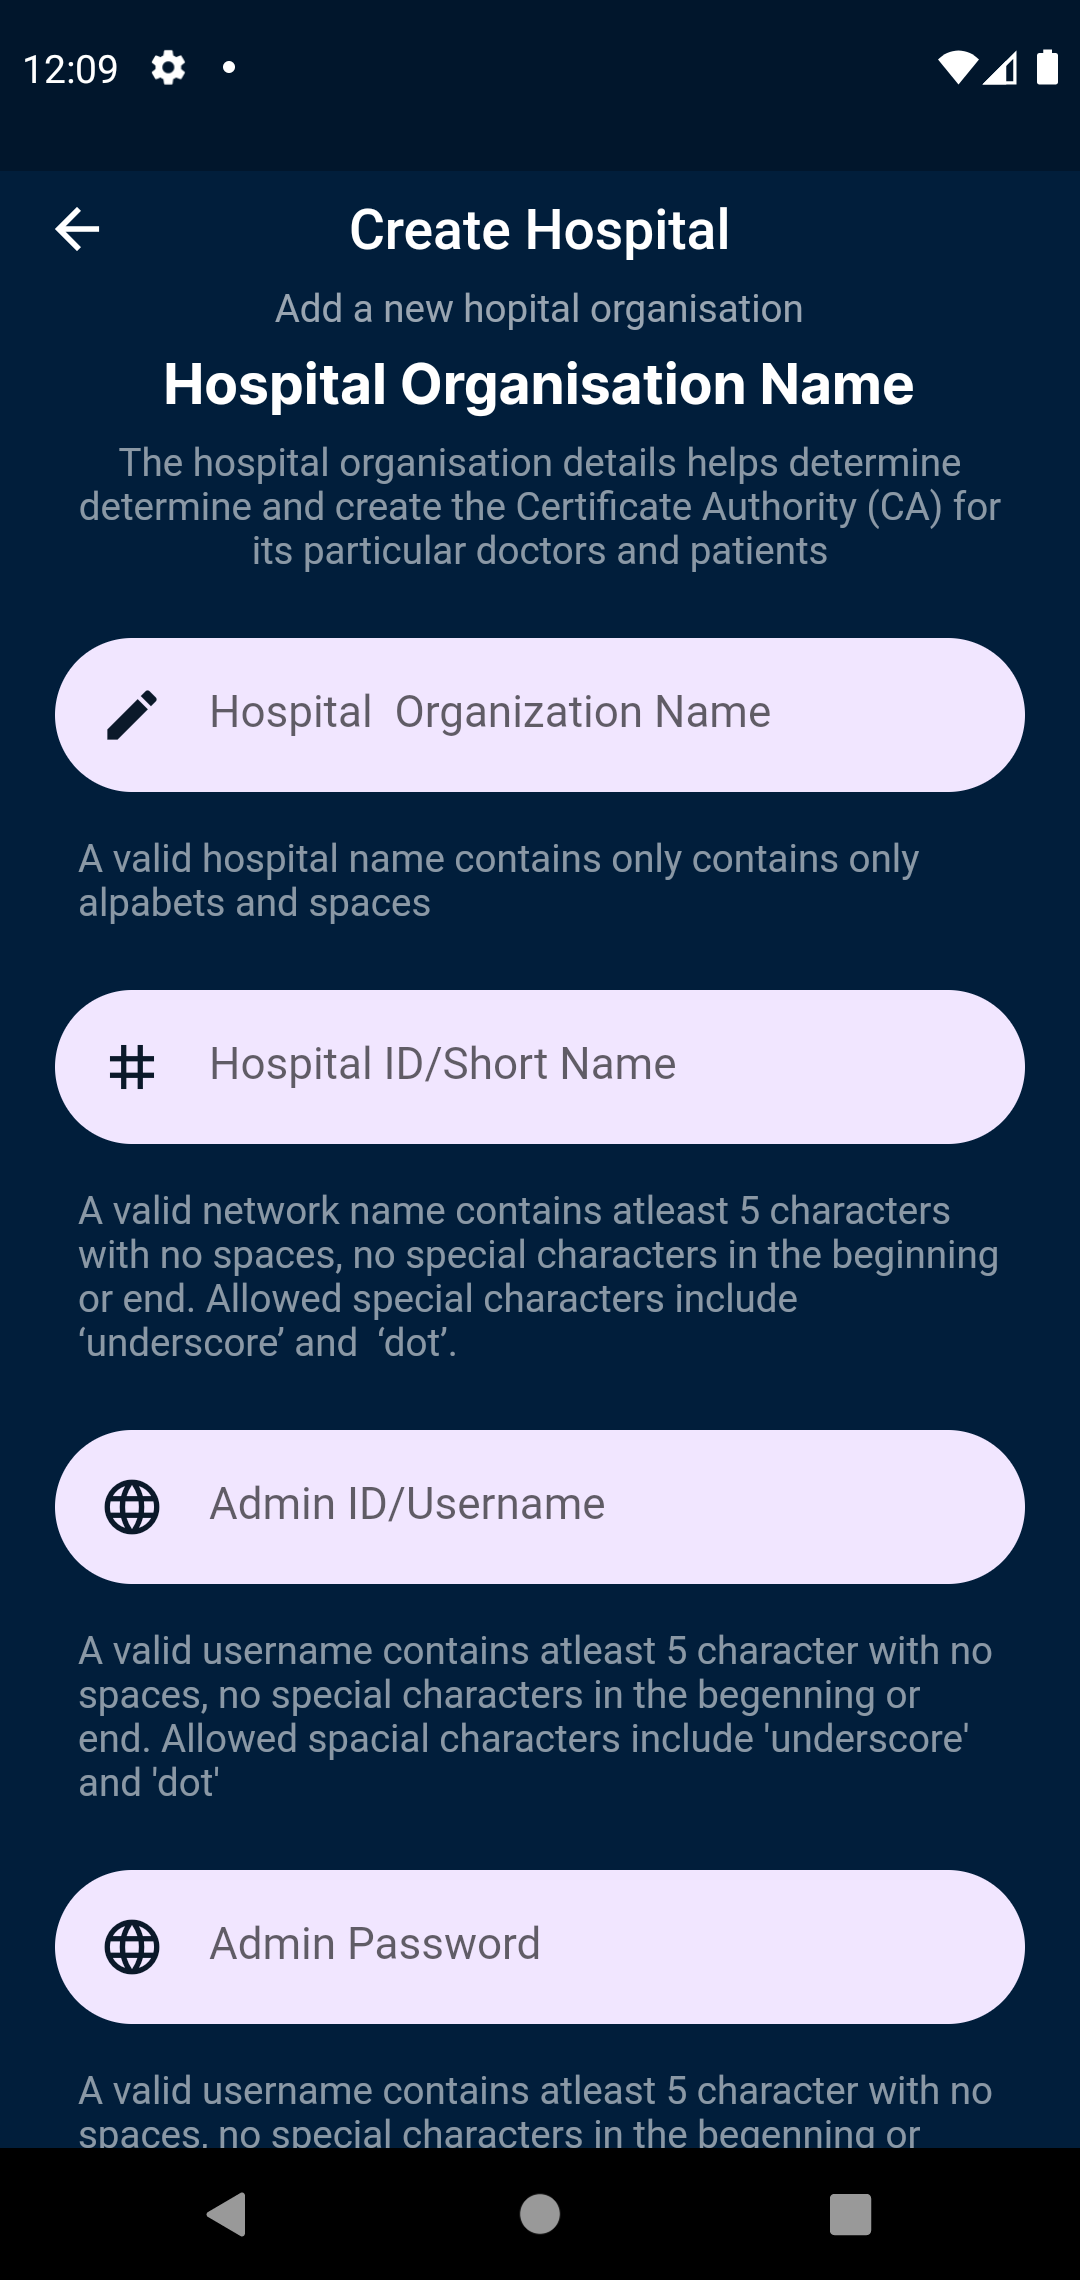 12:09
Create Hospital
Add a new hopital organisation
Hospital Organisation Name
The hospital organisation details helps determine
determine and create the Certificate Authority (CA) for
its particular doctors and patients
Hospital  Organization Name
A valid hospital name contains only contains only
alpabets and spaces
Hospital ID/Short Name
A valid network name contains atleast 5 characters
with no spaces, no special characters in the beginning
or end. Allowed special characters include
‘underscore’ and  ‘dot’.
Admin ID/Username
A valid username contains atleast 5 character with no
spaces, no special characters in the begenning or
end. Allowed spacial characters include 'underscore'
and 'dot'
Admin Password
A valid username contains atleast 5 character with no
spaces, no special characters in the begenning or